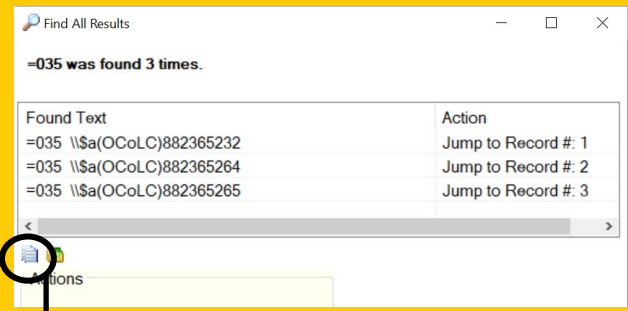 Find All Results
=035 was found 3 times.
Found Text Action
=035 \\$a(OCoLC)882365232 Jump to Record #: 1
=035 \\$a(OCoLC)882365264 Jump to Record #: 2
=035 \\$a(OCoLC)882365265 Jump to Record #: 3
Actions